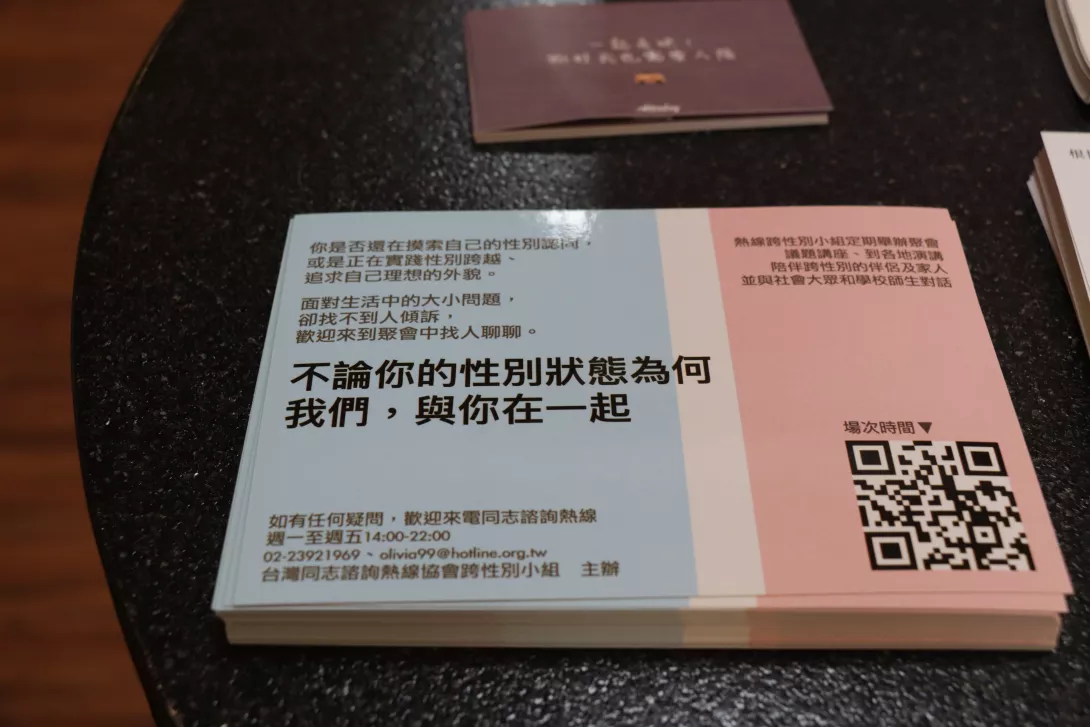 你是否還在摸索自己的性別認同，
或是正在實踐性別跨越、
追求自己理想的外貌。
面對生活中的大小問題，
卻找不到人傾訴，
歡迎來到聚會中找人聊聊。
不論你的性別狀態為何
我們，與你在一起
如有任何疑問，歡迎來電同志諮詢熱線
週一至週五14:00-22:00
02-23921969、olivia99@hotline.org.tw
台灣同志諮詢熱線協會跨性別小組 主辦
熱線跨性別小組定期舉辦聚會
議題講座、到各地演講
陪伴跨性別的伴侶及家人
並與社會大眾和學校師生對話
場次時間▼